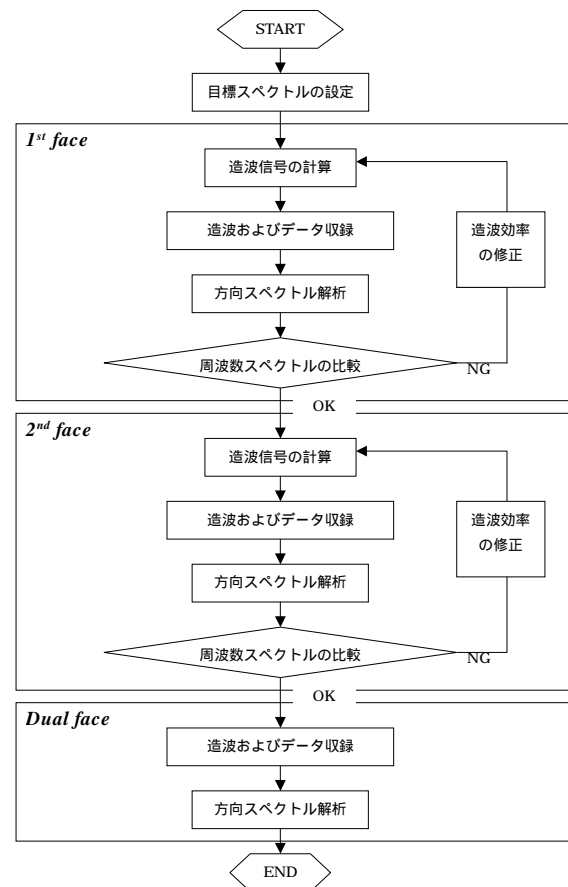 START
目標スペクトルの設定
1st face
造波信号の計算
造波およびデータ収録
造波効率
の修正
方向スペクトル解析
周波数スペクトルの比較
NG
OK
2nd face
造波信号の計算
造波およびデータ収録
造波効率
の修正
方向スペクトル解析
周波数スペクトルの比較
NG
OK
Dual face
造波およびデータ収録
方向スペクトル解析
END